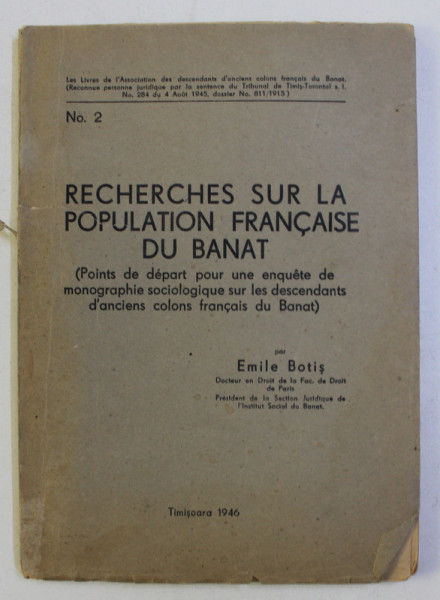 Les Livres de l'Association des descendants d'anciens colons français du Banat.
(Reconnue personne juridique par la sentence du Tribunal de Timiș-Torontal s. I.
No. 284 du 4 Août 1945, dossier No. 811/1915)
No. 2
RECHERCHES SUR LA
POPULATION FRANÇAISE
DU BANAT
(Points de départ pour une enquête de
monographie sociologique sur les descendants
d'anciens colons français du Banat)
par
Emile Botiș
Docteur en Droit de la Fac. de Droit
de Paris
Président de la Section Juridique de
l'Institut Social du Banat.
Timișoara 1946